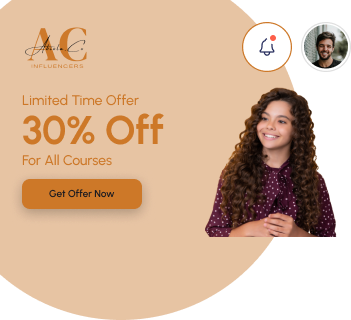 AC
INFLUENCERS
Limited Time Offer
30% Off
For All Courses
Get Offer Now